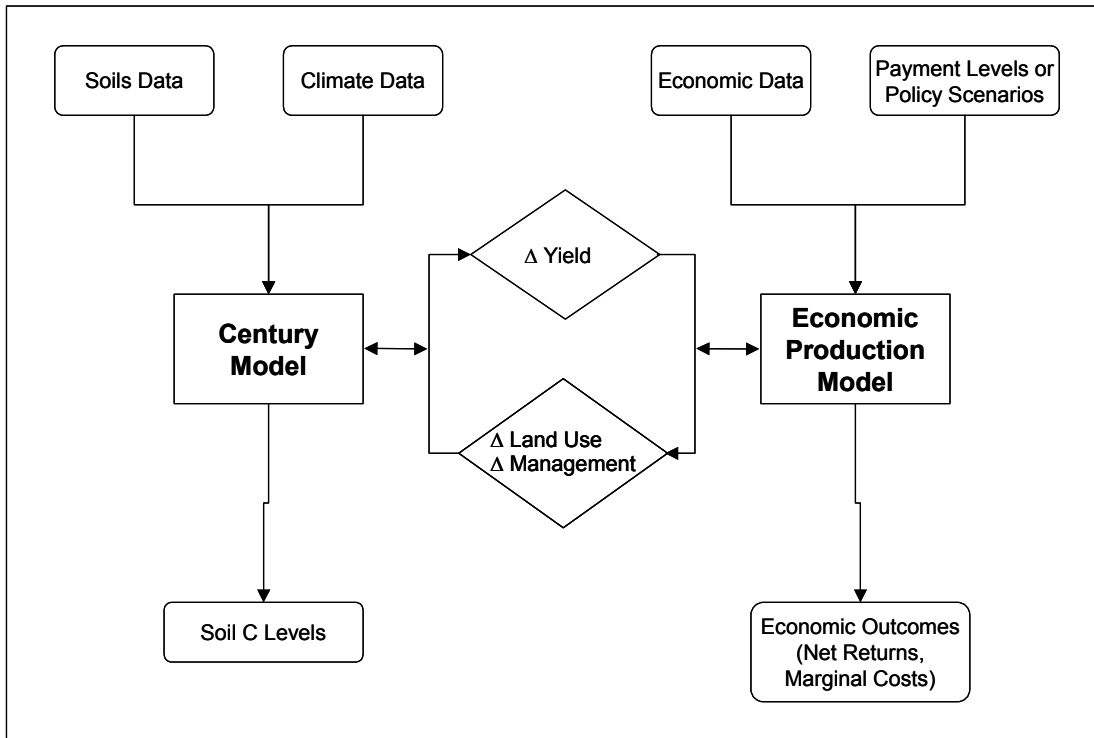 Soils Data
Climate Data
Economic Data
Payment Levels or
Policy Scenarios
Δ Yield
Century
Model
Economic
Production
Model
Δ Land Use
Δ Management
Soil C Levels
Economic Outcomes
(Net Returns,
Marginal Costs)